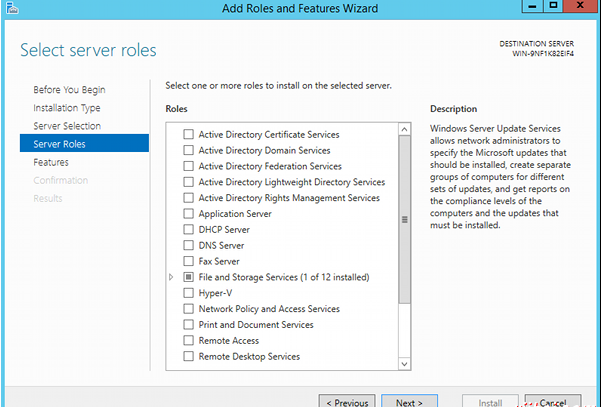 Add Roles and Features Wizard
Select server roles
DESTINATION SERVER
WIN-9NF1K82EIF4
Before You Begin
Installation Type
Server Selection
Server Roles
Features
Confirmation
Results
Select one or more roles to install on the selected server.
Roles
Active Directory Certificate Services
Active Directory Domain Services
Active Directory Federation Services
Active Directory Lightweight Directory Services
Active Directory Rights Management Services
Application Server
DHCP Server
DNS Server
Fax Server
File and Storage Services (1 of 12 installed)
Hyper-V
Network Policy and Access Services
Print and Document Services
Remote Access
Remote Desktop Services
Description
Windows Server Update Services
allows network administrators to
specify the Microsoft updates that
should be installed, create separate
groups of computers for different
sets of updates, and get reports on
the compliance levels of the
computers and the updates that
must be installed.
< Previous
Next >
Install
Cancel